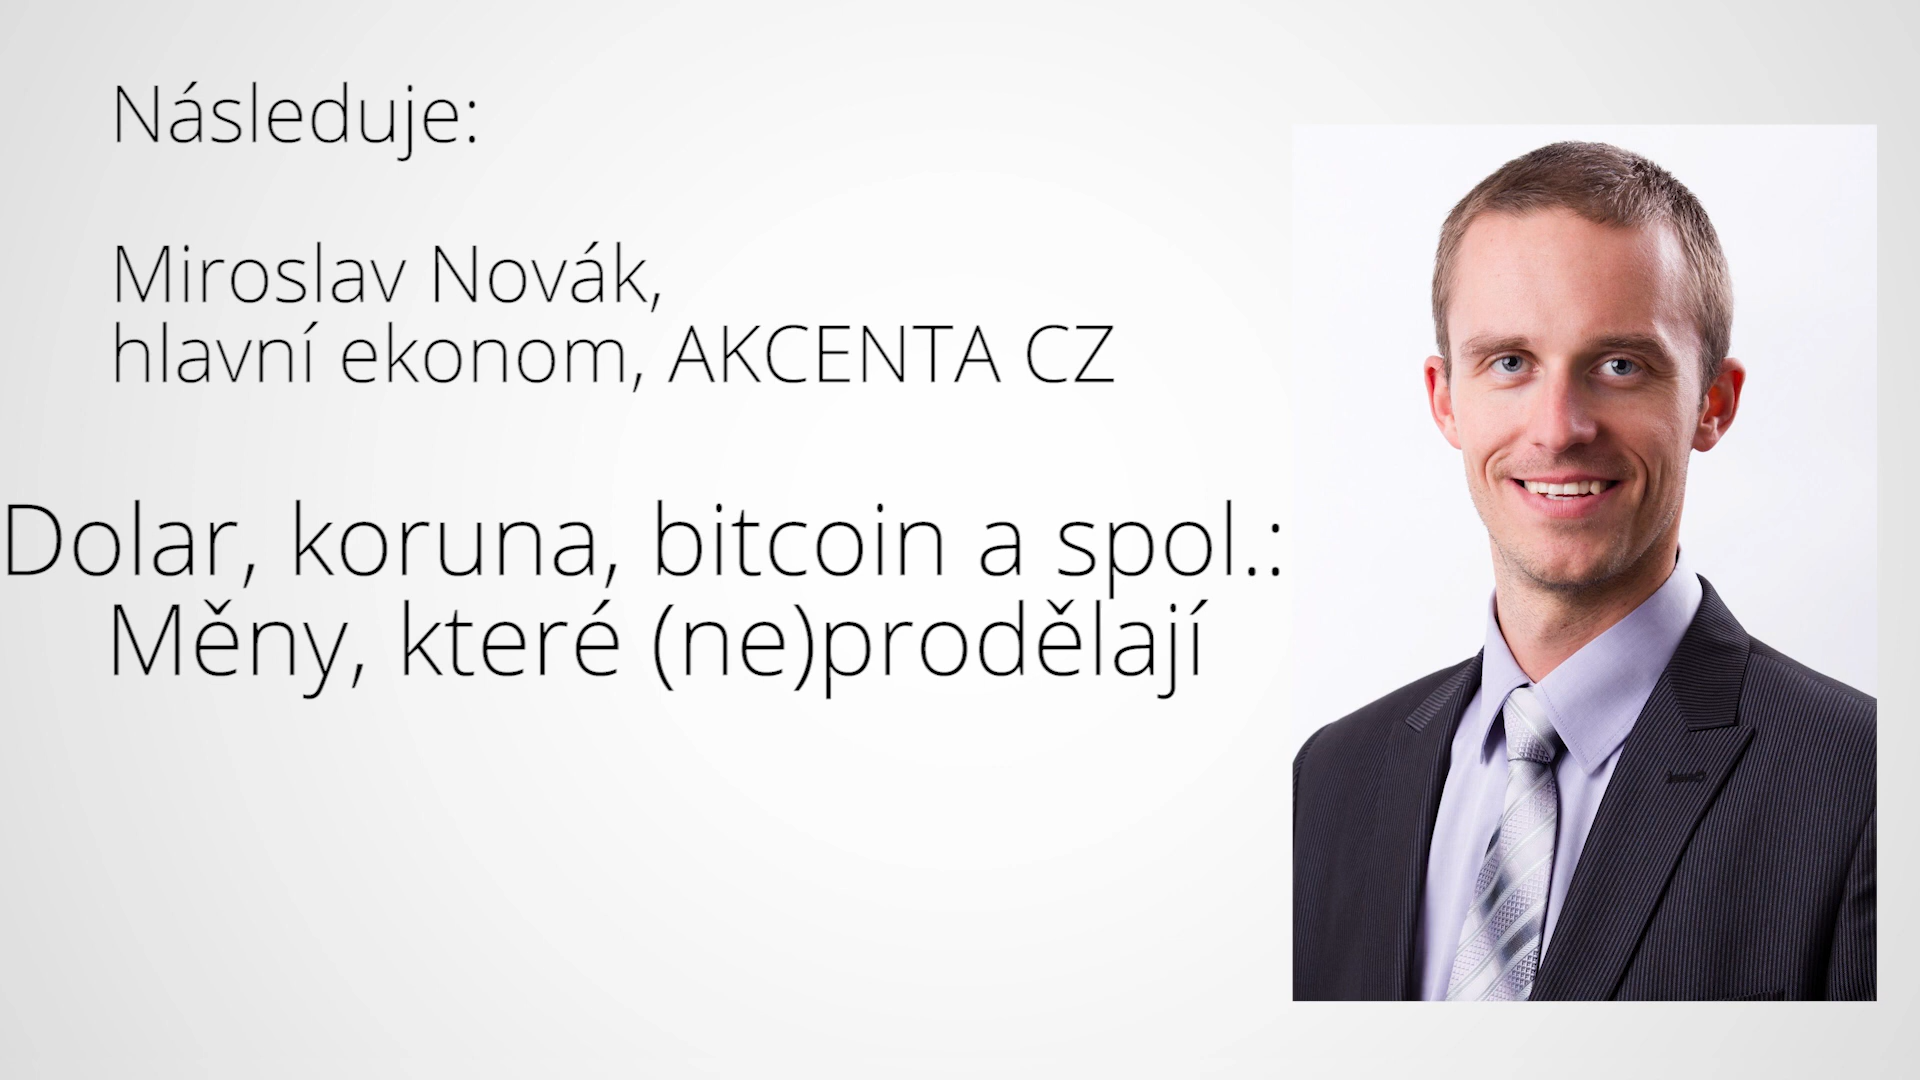 Následuje:
Miroslav Novák,
hlavní ekonom, AKCENTA CZ
Dolar, koruna, bitcoin a spol.:
Měny, které (ne)prodělají